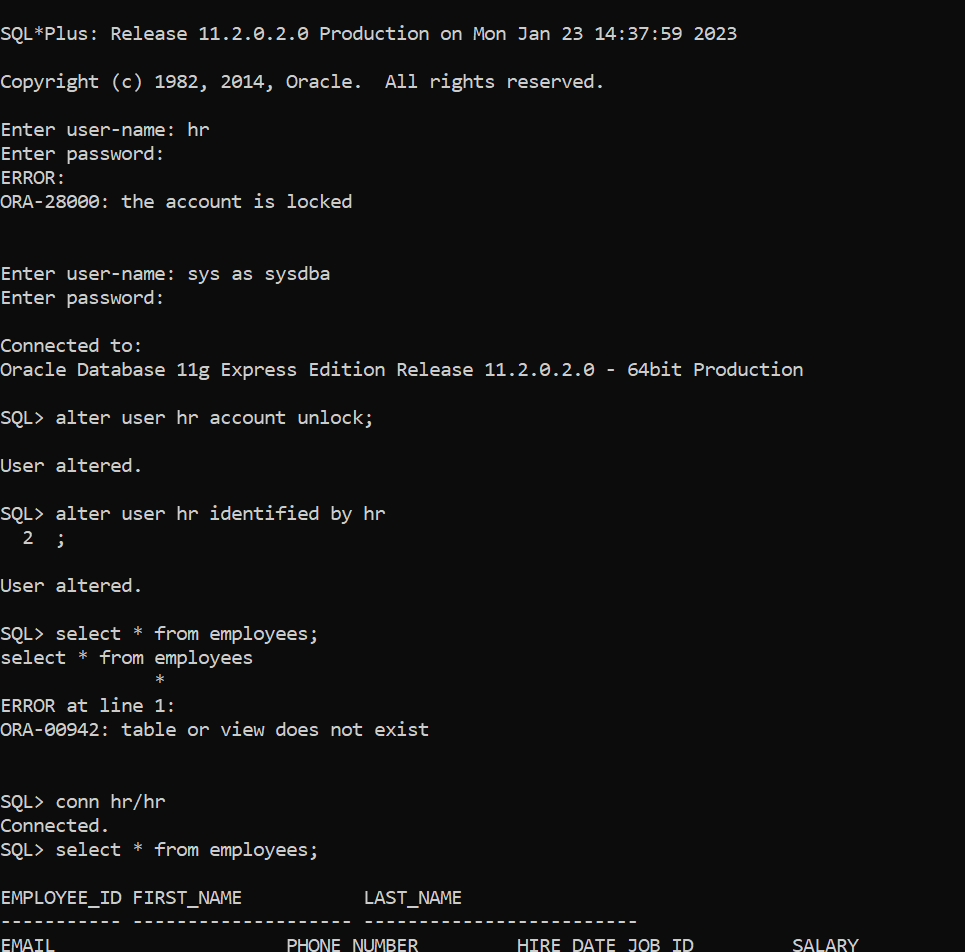 SQL*Plus: Release 11.2.0.2.0 Production on Mon Jan 23 14:37:59 2023
Copyright (c) 1982, 2014, Oracle.  All rights reserved.
Enter user-name: hr
Enter password:
ERROR:
ORA-28000: the account is locked
Enter user-name: sys as sysdba
Enter password:
Connected to:
Oracle Database 11g Express Edition Release 11.2.0.2.0 - 64bit Production
SQL> alter user hr account unlock;
User altered.
SQL> alter user hr identified by hr
  2  ;
User altered.
SQL> select * from employees;
select * from employees
              *
ERROR at line 1:
ORA-00942: table or view does not exist
SQL> conn hr/hr
Connected.
SQL> select * from employees;
EMPLOYEE_ID FIRST_NAME           LAST_NAME
----------- -------------------- -------------------------
EMAIL                     PHONE_NUMBER         HIRE_DATE JOB_ID         SALARY